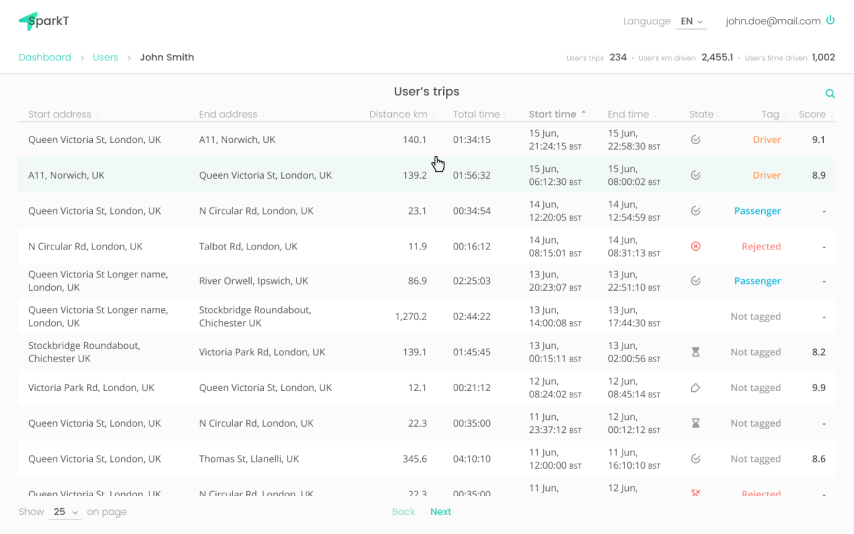 SparkT
Language EN john.doe@mail.com
Dashboard > Users > John Smith
User's trips 234 - User's km driven 2,455.1 - User's time driven 1,002
User's trips
Start address End address Distance km Total time Start time End time State Tag Score
Queen Victoria St, London, UK A11, Norwich, UK 140.1 01:34:15 15 Jun, 21:24:15 BST 15 Jun, 22:58:30 BST Driver 9.1
A11, Norwich, UK Queen Victoria St, London, UK 139.2 01:56:32 15 Jun, 06:12:30 BST 15 Jun, 08:00:02 BST Driver 8.9
Queen Victoria St, London, UK N Circular Rd, London, UK 23.1 00:34:54 14 Jun, 12:20:05 BST 14 Jun, 12:54:59 BST Passenger -
N Circular Rd, London, UK Talbot Rd, London, UK 11.9 00:16:12 14 Jun, 08:15:01 BST 14 Jun, 08:31:13 BST Rejected -
Queen Victoria St Longer name, London, UK River Orwell, Ipswich, UK 86.9 02:25:03 13 Jun, 20:23:07 BST 13 Jun, 22:51:10 BST Passenger -
Queen Victoria St Longer name, London, UK Stockbridge Roundabout, Chichester UK 1,270.2 02:44:22 13 Jun, 14:00:08 BST 13 Jun, 17:44:30 BST Not tagged -
Stockbridge Roundabout, Chichester UK Victoria Park Rd, London, UK 139.1 01:45:45 13 Jun, 00:15:11 BST 13 Jun, 02:00:56 BST Not tagged 8.2
Victoria Park Rd, London, UK Queen Victoria St, London, UK 12.1 00:21:12 12 Jun, 08:24:02 BST 12 Jun, 08:45:14 BST Not tagged 9.9
Queen Victoria St, London, UK N Circular Rd, London, UK 22.3 00:35:00 11 Jun, 23:37:12 BST 12 Jun, 00:12:12 BST Not tagged -
Queen Victoria St, London, UK Thomas St, Llanelli, UK 345.6 04:10:10 11 Jun, 12:00:00 BST 11 Jun, 16:10:10 BST Not tagged 8.6
Queen Victoria St, London, UK N Circular Rd, London, UK 22.3 00:35:00 11 Jun, 12 Jun, Rejected -
Show 25 on page Back Next